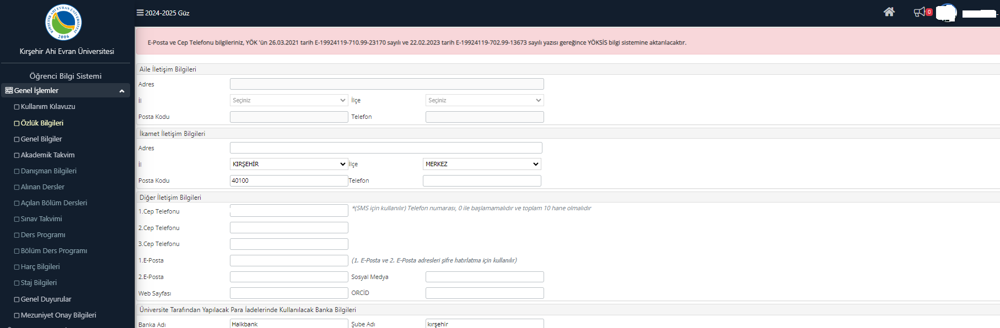 KIRŞEHİR AHİ EVRAN ÜNİVERSİTESİ
2006
Kırşehir Ahi Evran Üniversitesi
Öğrenci Bilgi Sistemi
Genel İşlemler
Kullanım Kılavuzu
Özlük Bilgileri
Genel Bilgiler
Akademik Takvim
Danışman Bilgileri
Alınan Dersler
Açılan Bölüm Dersleri
Sınav Takvimi
Ders Programı
Bölüm Ders Programı
Harç Bilgileri
Staj Bilgileri
Genel Duyurular
Mezuniyet Onay Bilgileri
2024-2025 Güz
0
E-Posta ve Cep Telefonu bilgileriniz, YÖK 'ün 26.03.2021 tarih E-19924119-710.99-23170 sayılı ve 22.02.2023 tarih E-19924119-702.99-13673 sayılı yazısı gereğince YÖKSİS bilgi sistemine aktarılacaktır.
Aile İletişim Bilgileri
Adres
İl Seçiniz İlçe Seçiniz
Posta Kodu Telefon
İkamet İletişim Bilgileri
Adres
İl KIRŞEHİR İlçe MERKEZ
Posta Kodu 40100 Telefon
Diğer İletişim Bilgileri
1.Cep Telefonu *(SMS için kullanılır) Telefon numarası, 0 ile başlamamalıdır ve toplam 10 hane olmalıdır
2.Cep Telefonu
3.Cep Telefonu
1.E-Posta (1. E-Posta ve 2. E-Posta adresleri şifre hatırlatma için kullanılır)
2.E-Posta Sosyal Medya
Web Sayfası ORCİD
Üniversite Tarafından Yapılacak Para İadelerinde Kullanılacak Banka Bilgileri
Banka Adı Halkbank Şube Adı kırşehir